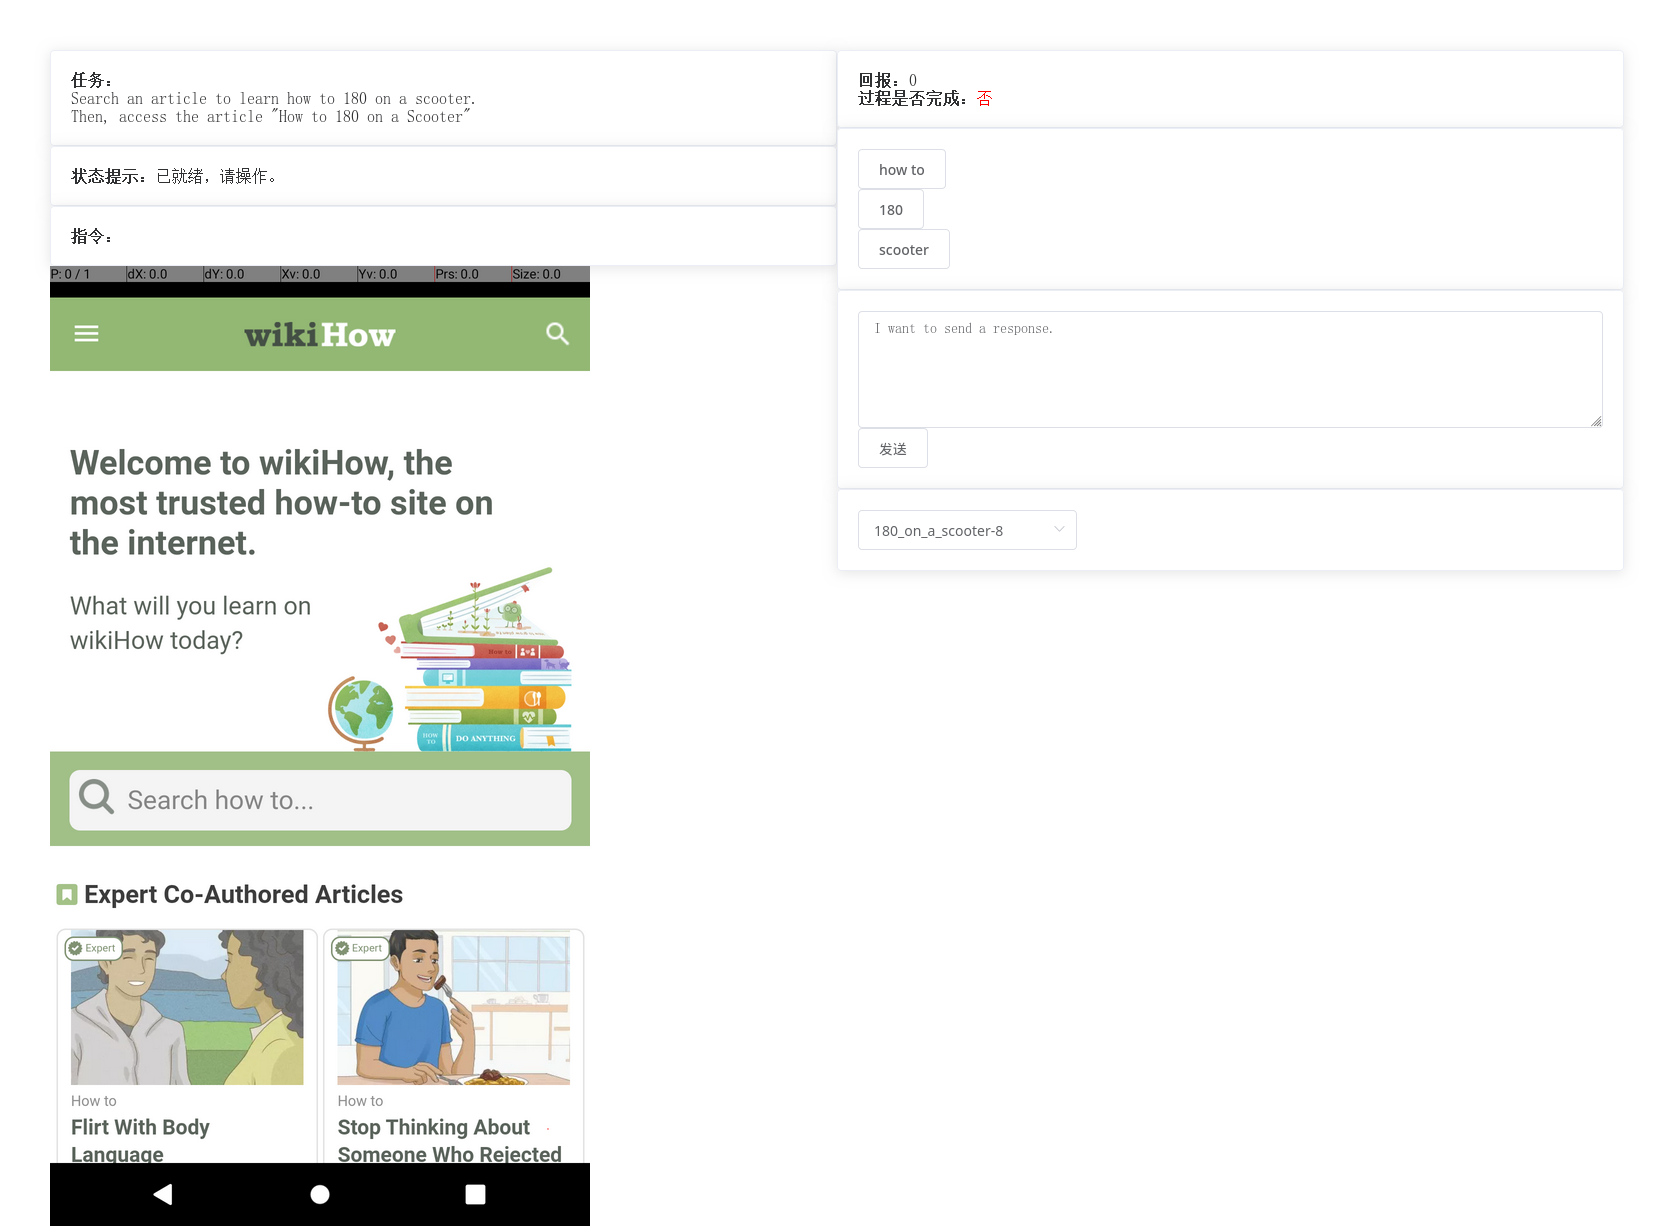 任务：
Search an article to learn how to 180 on a scooter.
Then, access the article "How to 180 on a Scooter"
状态提示：已就绪，请操作。
指令：
P: 0 / 1 dX: 0.0 dY: 0.0 Xv: 0.0 Yv: 0.0 Prs: 0.0 Size: 0.0
wikiHow
Welcome to wikiHow, the
most trusted how-to site on
the internet.
What will you learn on
wikiHow today?
How to
HOW TO DO ANYTHING
Search how to...
Expert Co-Authored Articles
Expert
Expert
How to
Flirt With Body
Language
How to
Stop Thinking About
Someone Who Rejected
回报：0
过程是否完成：否
how to
180
scooter
I want to send a response.
发送
180_on_a_scooter-8